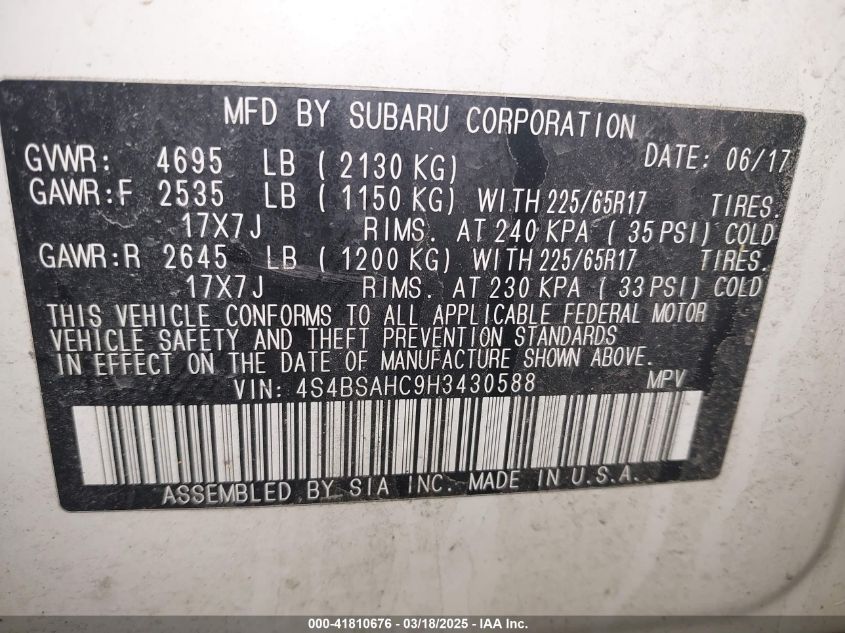 MFD BY SUBARU CORPORATION
GVWR: 4695 LB ( 2130 KG) DATE: 06/17
GAWR:F 2535 LB ( 1150 KG) WITH 225/65R17 TIRES.
17X7J RIMS. AT 240 KPA ( 35 PSI) COLD
GAWR:R 2645 LB ( 1200 KG) WITH 225/65R17 TIRES.
17X7J RIMS. AT 230 KPA ( 33 PSI) COLD
THIS VEHICLE CONFORMS TO ALL APPLICABLE FEDERAL MOTOR
VEHICLE SAFETY AND THEFT PREVENTION STANDARDS
IN EFFECT ON THE DATE OF MANUFACTURE SHOWN ABOVE.
VIN: 4S4BSAHC9H3430588 MPV
ASSEMBLED BY SIA INC. MADE IN U.S.A.
000-41810676 - 03/18/2025 - IAA Inc.